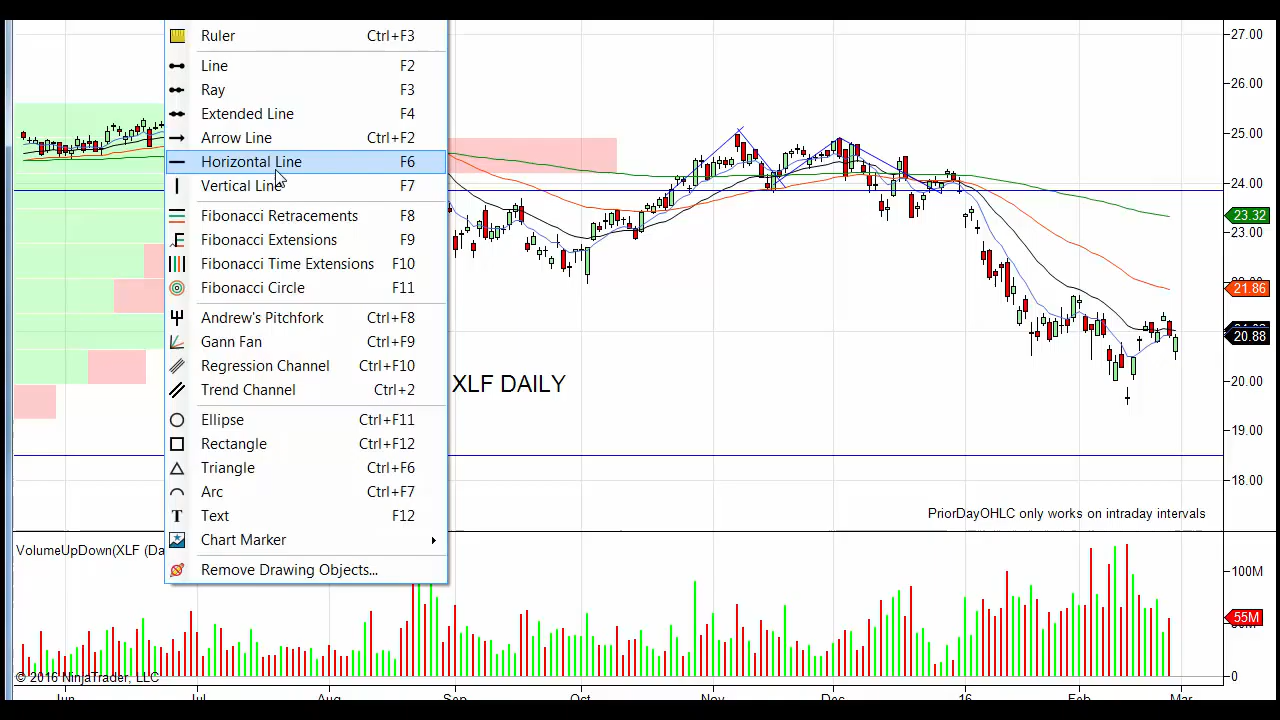 Ruler Ctrl+F3
Line F2
Ray F3
Extended Line F4
Arrow Line Ctrl+F2
Horizontal Line F6
Vertical Line F7
Fibonacci Retracements F8
Fibonacci Extensions F9
Fibonacci Time Extensions F10
Fibonacci Circle F11
Andrew's Pitchfork Ctrl+F8
Gann Fan Ctrl+F9
Regression Channel Ctrl+F10
Trend Channel Ctrl+2
Ellipse Ctrl+F11
Rectangle Ctrl+F12
Triangle Ctrl+F6
Arc Ctrl+F7
Text F12
Chart Marker
Remove Drawing Objects...
XLF DAILY
27.00
26.00
25.00
24.00
23.32
23.00
21.86
20.88
20.00
19.00
18.00
PriorDayOHLC only works on intraday intervals
VolumeUpDown(XLF (Da
100M
55M
0
© 2016 NinjaTrader, LLC
Jun Jul Aug Sep Oct Nov Dec 16 Feb Mar